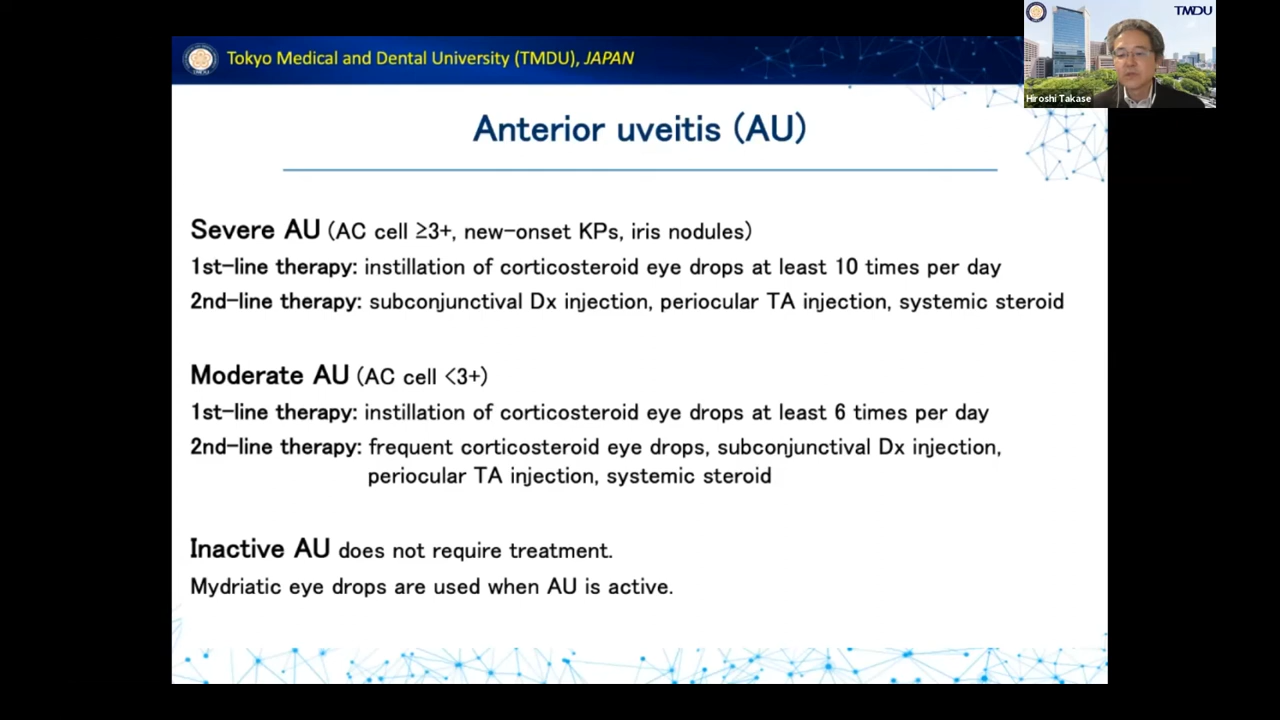 Tokyo Medical and Dental University (TMDU), JAPAN
TMDU
Hiroshi Takase
Anterior uveitis (AU)
Severe AU (AC cell ≥3+, new-onset KPs, iris nodules)
1st-line therapy: instillation of corticosteroid eye drops at least 10 times per day
2nd-line therapy: subconjunctival Dx injection, periocular TA injection, systemic steroid
Moderate AU (AC cell <3+)
1st-line therapy: instillation of corticosteroid eye drops at least 6 times per day
2nd-line therapy: frequent corticosteroid eye drops, subconjunctival Dx injection,
periocular TA injection, systemic steroid
Inactive AU does not require treatment.
Mydriatic eye drops are used when AU is active.